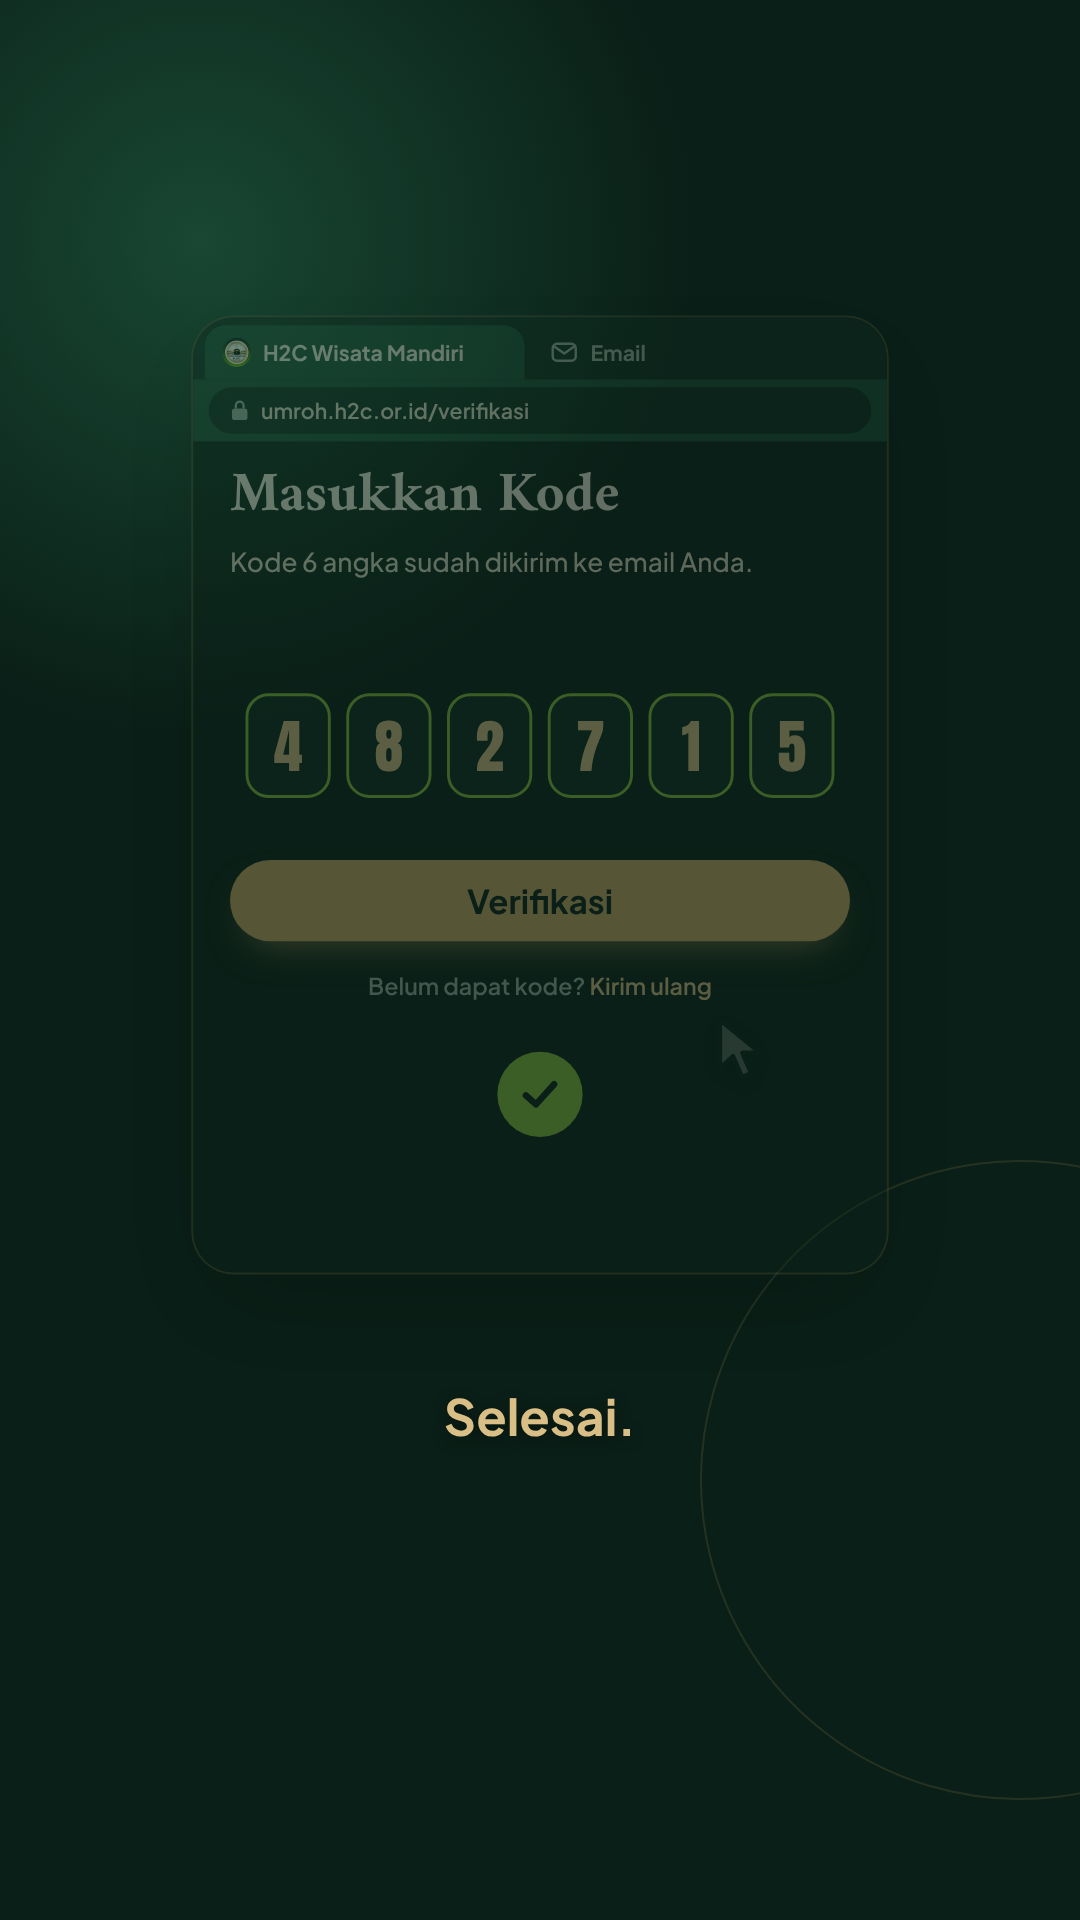 H2C Wisata Mandiri
Email
umroh.h2c.or.id/verifikasi
Masukkan Kode
Kode 6 angka sudah dikirim ke email Anda.
4 8 2 7 1 5
Verifikasi
Belum dapat kode? Kirim ulang
Selesai.